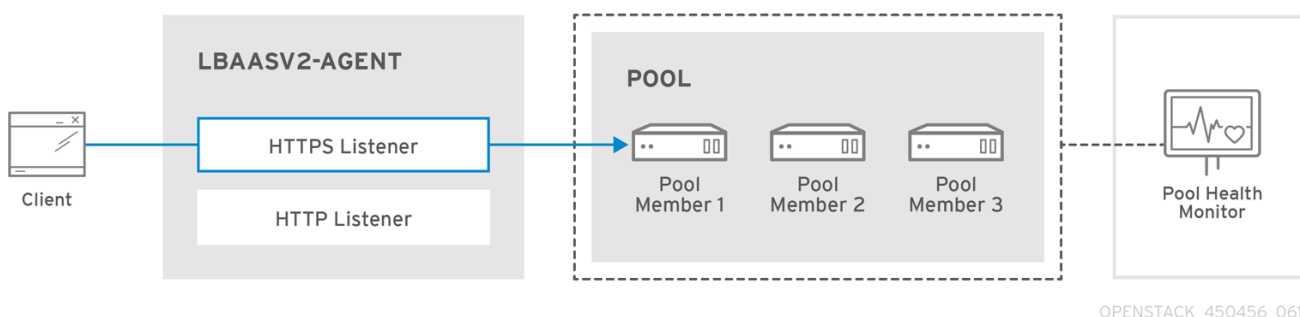 LBAASV2-AGENT
HTTPS Listener
HTTP Listener
Client
POOL
Pool
Member 1
Pool
Member 2
Pool
Member 3
Pool Health
Monitor
OPENSTACK_450456_061